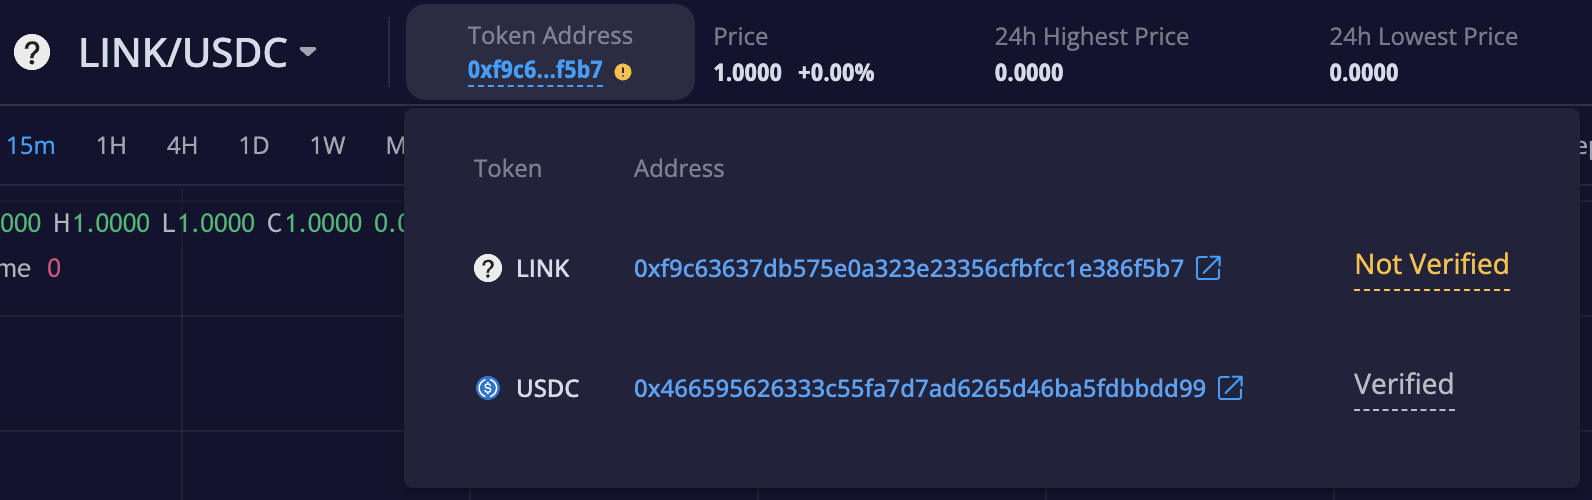 LINK/USDC
Token Address
0xf9c6...f5b7
Price
1.0000 +0.00%
24h Highest Price
0.0000
24h Lowest Price
0.0000
15m 1H 4H 1D 1W M
000 H1.0000 L1.0000 C1.0000 0.0
me 0
Token Address
LINK 0xf9c63637db575e0a323e23356cfbfcc1e386f5b7 Not Verified
USDC 0x466595626333c55fa7d7ad6265d46ba5fdbbdd99 Verified